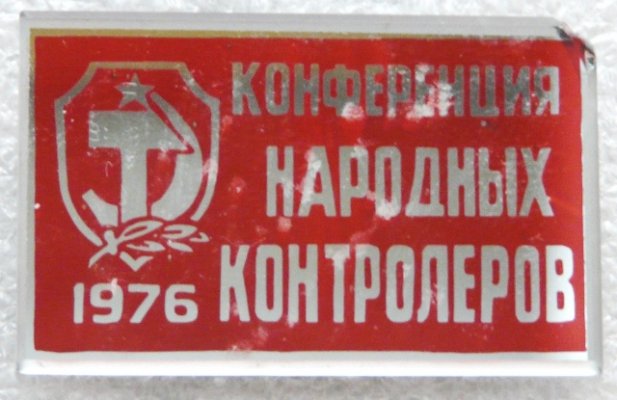 КОНФЕРЕНЦИЯ
НАРОДНЫХ
КОНТРОЛЕРОВ
1976